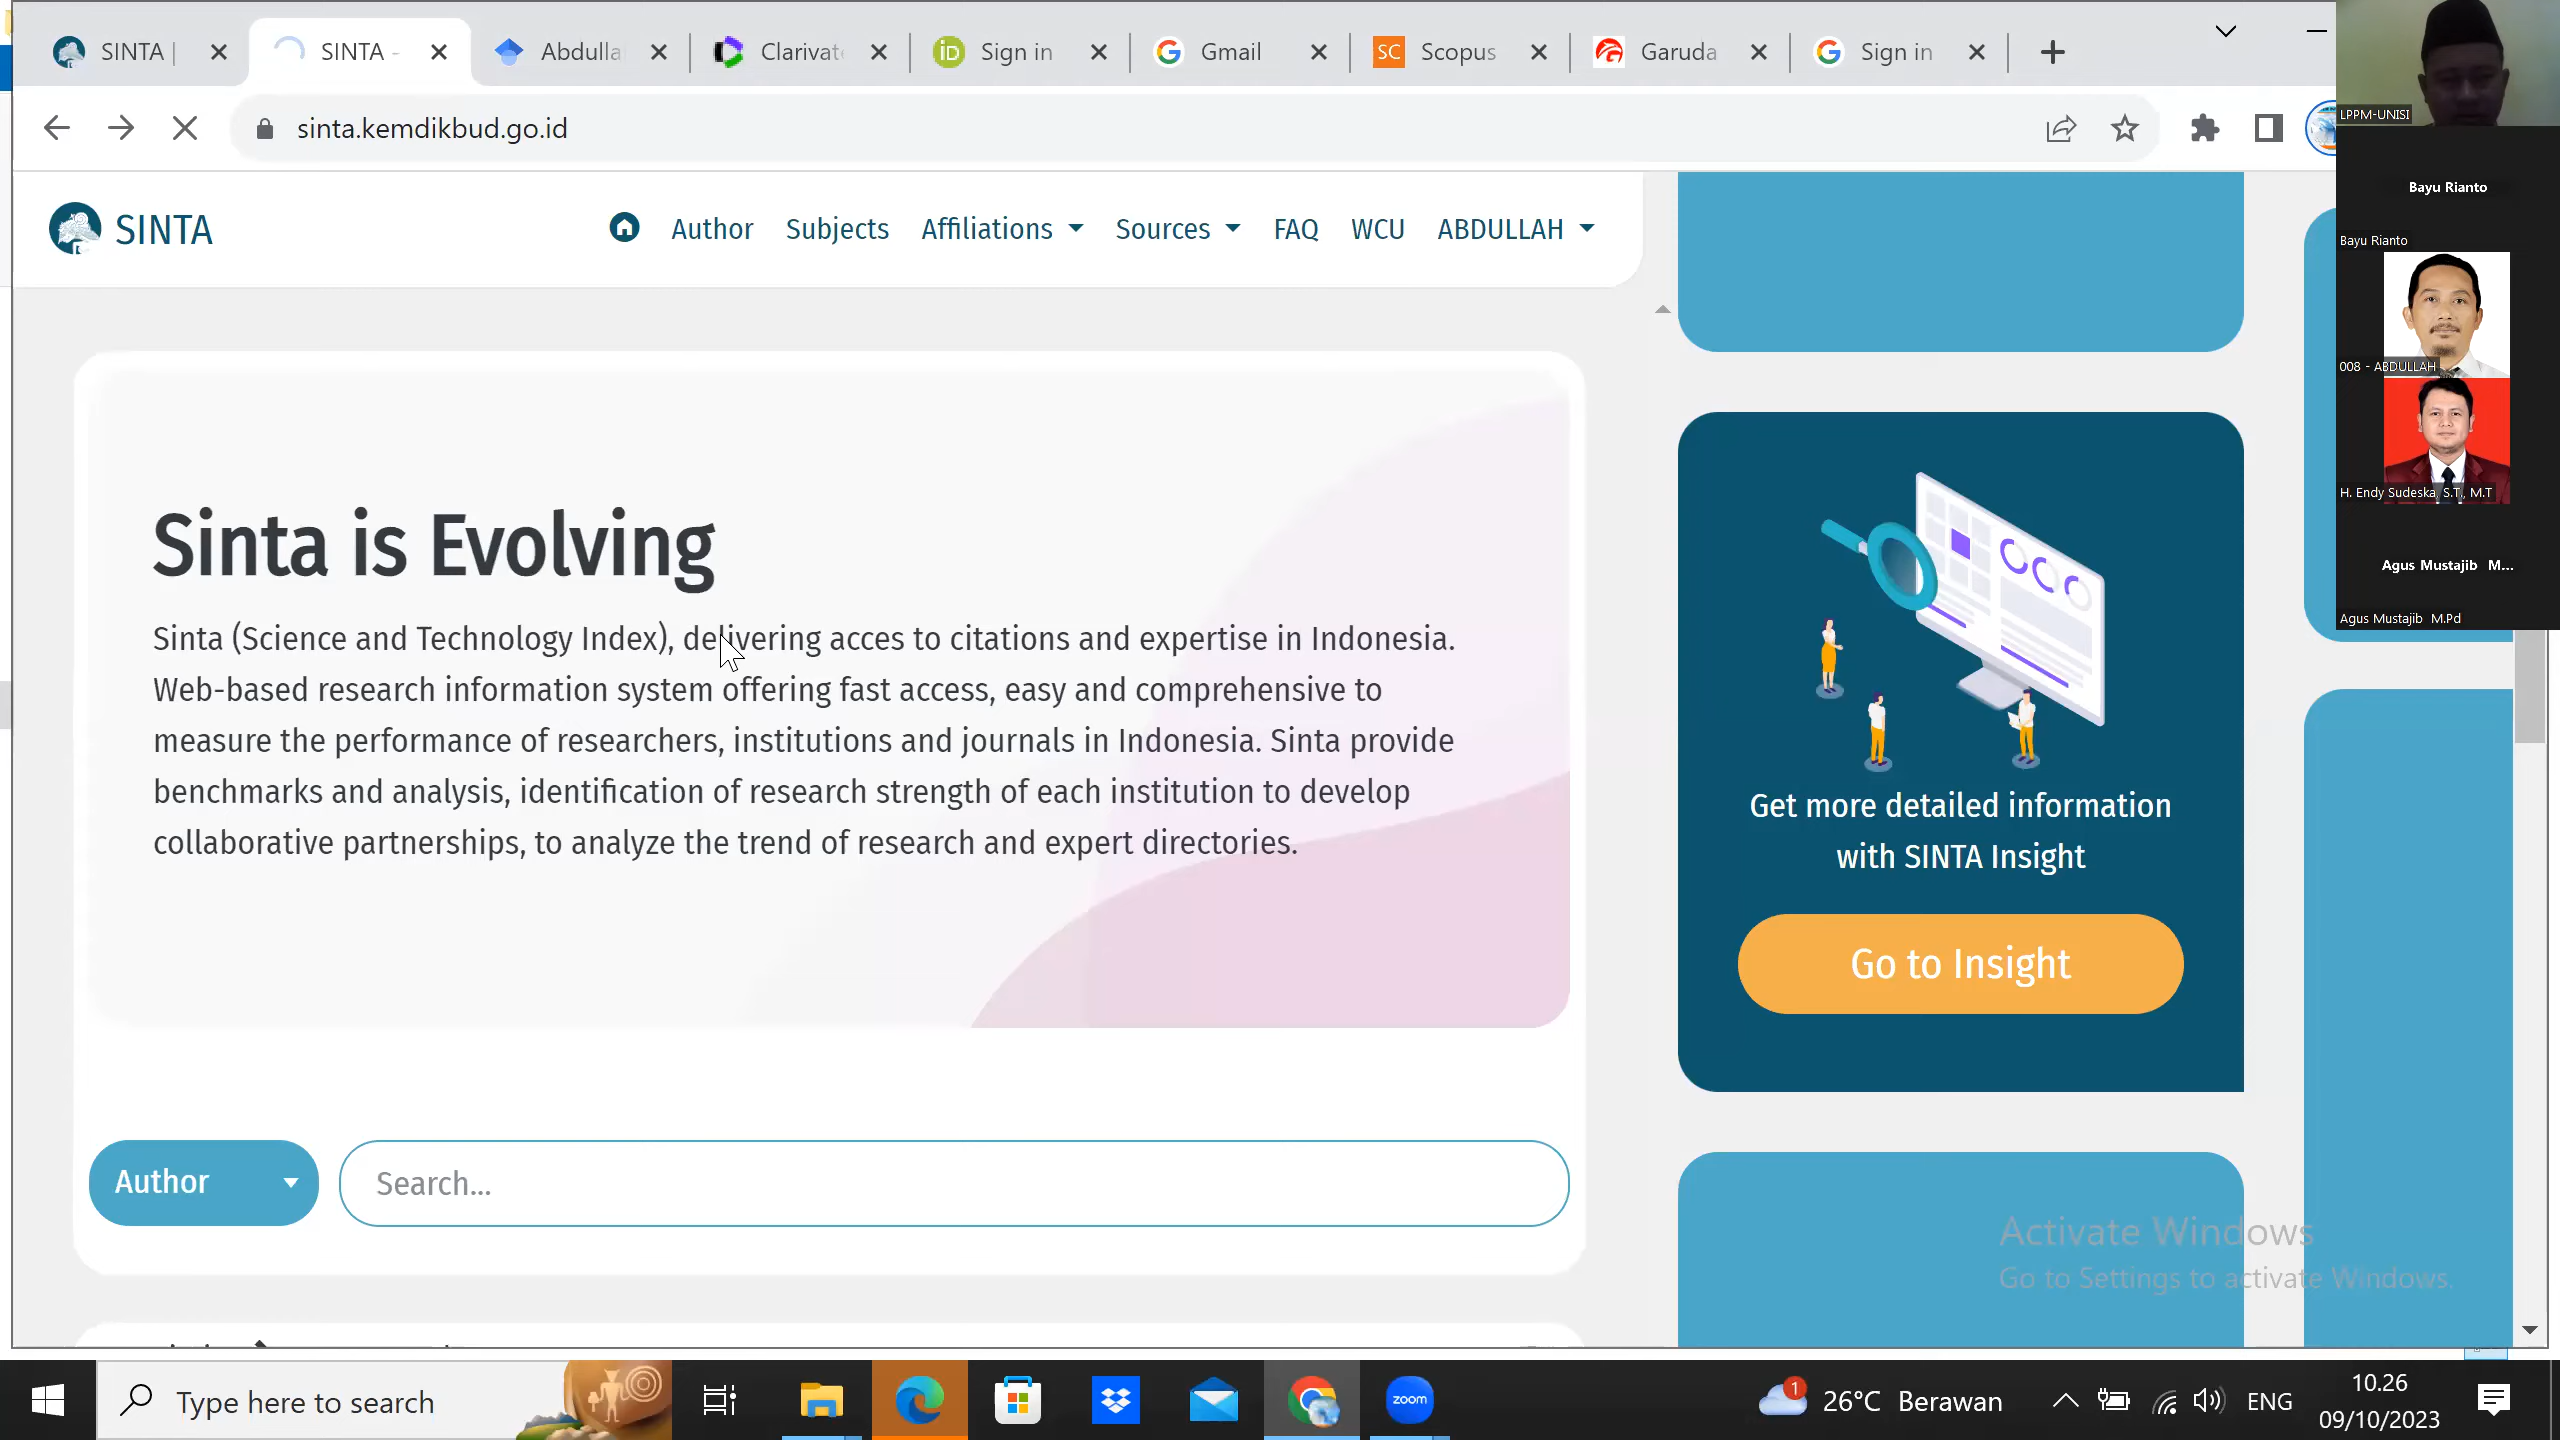 SINTA |
SINTA -
Abdulla
Clarivate
iD Sign in
Gmail
SC Scopus
Garuda
Sign in
sinta.kemdikbud.go.id
SINTA
Author Subjects Affiliations Sources FAQ WCU ABDULLAH
Sinta is Evolving
Sinta (Science and Technology Index), delivering acces to citations and expertise in Indonesia.
Web-based research information system offering fast access, easy and comprehensive to
measure the performance of researchers, institutions and journals in Indonesia. Sinta provide
benchmarks and analysis, identification of research strength of each institution to develop
collaborative partnerships, to analyze the trend of research and expert directories.
Author
Search...
Get more detailed information
with SINTA Insight
Go to Insight
LPPM-UNISI
Bayu Rianto
Bayu Rianto
008 - ABDULLAH
H. Endy Sudeska, S.T., M.T
Agus Mustajib M...
Agus Mustajib M.Pd
Activate Windows
Go to Settings to activate Windows.
Type here to search
zoom
1
26°C Berawan
ENG
10.26
09/10/2023